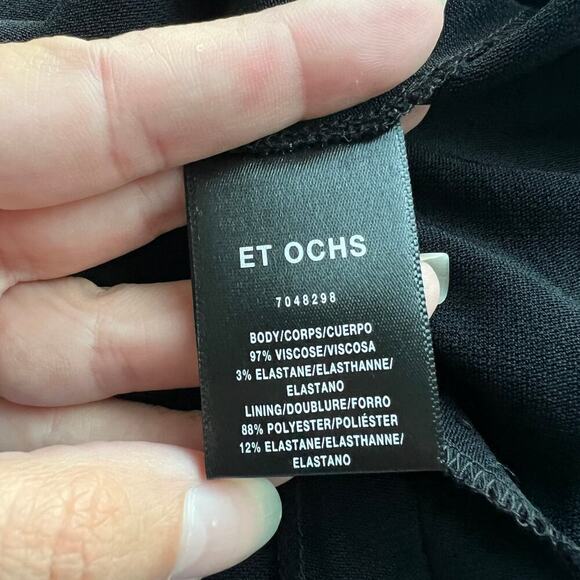 ET OCHS
7048298
BODY/CORPS/CUERPO
97% VISCOSE/VISCOSA
3% ELASTANE/ELASTHANNE/
ELASTANO
LINING/DOUBLURE/FORRO
88% POLYESTER/POLIÉSTER
12% ELASTANE/ELASTHANNE/
ELASTANO